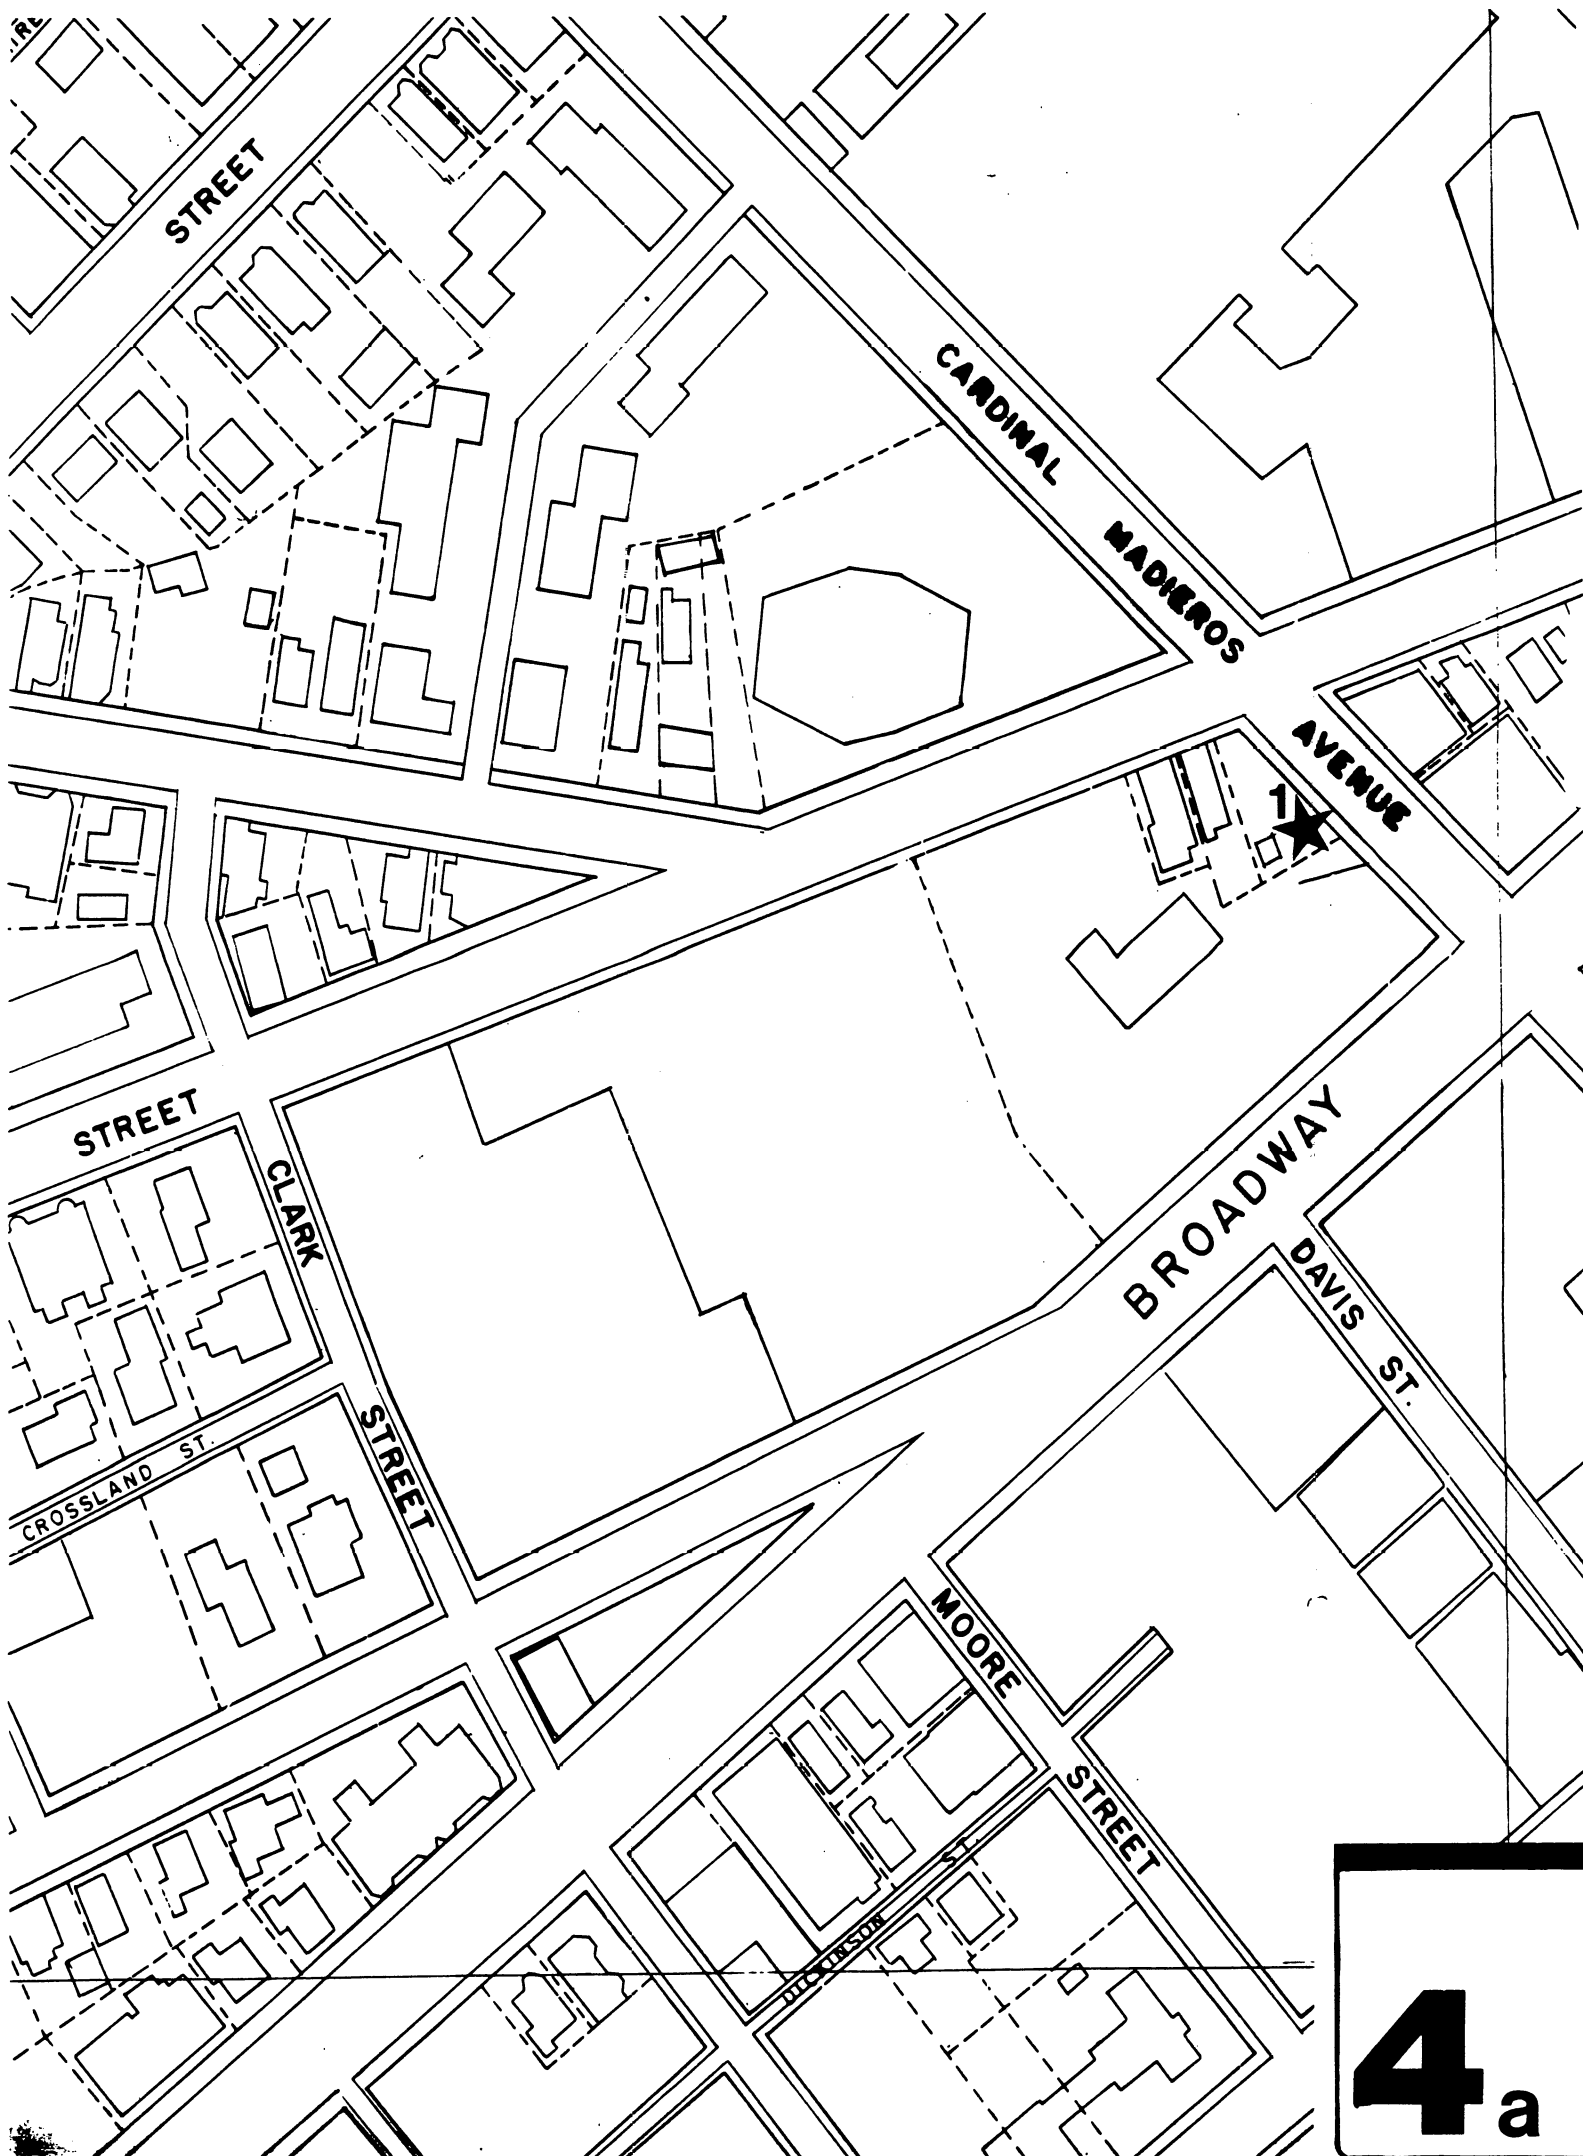 STREET
CARDINAL
MADIEROS
AVENUE
1
STREET
CLARK
STREET
BROADWAY
DAVIS ST.
CROSSLAND ST.
MOORE
STREET
DICKINSON ST
4a